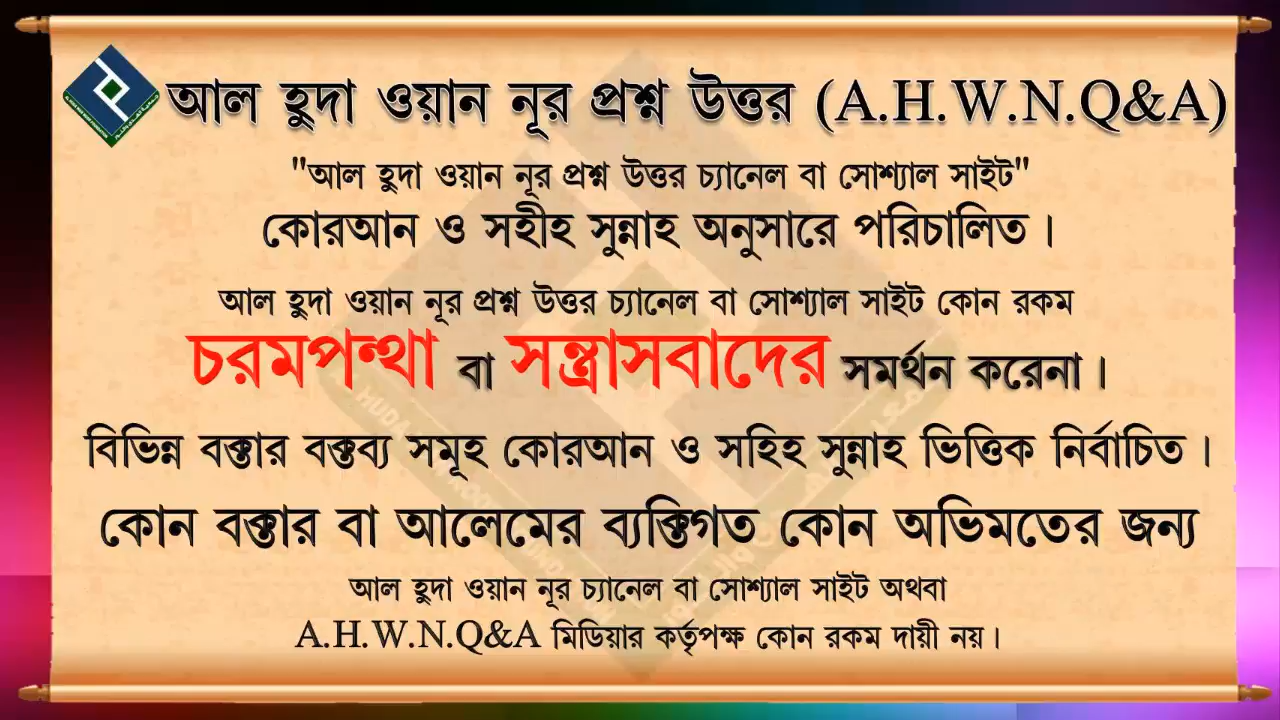 আল হুদা ওয়ান নূর প্রশ্ন উত্তর (A.H.W.N.Q&A)
"আল হুদা ওয়ান নূর প্রশ্ন উত্তর চ্যানেল বা সোশ্যাল সাইট"
কোরআন ও সহীহ সুন্নাহ অনুসারে পরিচালিত।
আল হুদা ওয়ান নূর প্রশ্ন উত্তর চ্যানেল বা সোশ্যাল সাইট কোন রকম
চরমপন্থা বা সন্ত্রাসবাদের সমর্থন করেনা।
বিভিন্ন বক্তার বক্তব্য সমূহ কোরআন ও সহিহ সুন্নাহ ভিত্তিক নির্বাচিত।
কোন বক্তার বা আলেমের ব্যক্তিগত কোন অভিমতের জন্য
আল হুদা ওয়ান নূর চ্যানেল বা সোশ্যাল সাইট অথবা
A.H.W.N.Q&A মিডিয়ার কর্তৃপক্ষ কোন রকম দায়ী নয়।